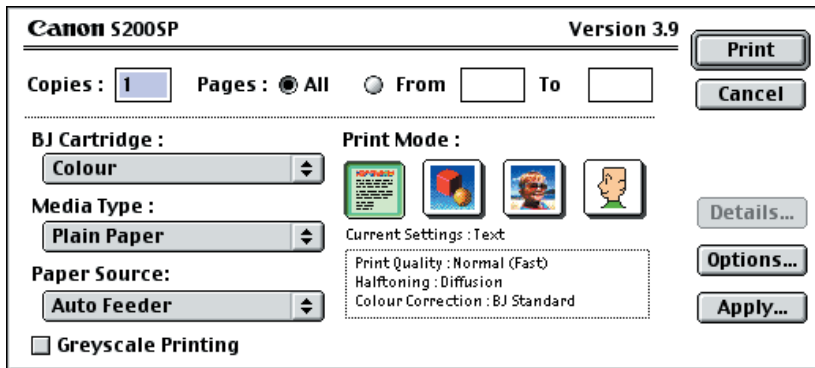 Canon S200SP
Version 3.9
Print
Copies : 1
Pages : All
From
To
Cancel
BJ Cartridge :
Colour
Print Mode :
Media Type :
Plain Paper
Current Settings : Text
Details...
Paper Source:
Auto Feeder
Print Quality : Normal (Fast)
Halftoning : Diffusion
Colour Correction : BJ Standard
Options...
Apply...
Greyscale Printing